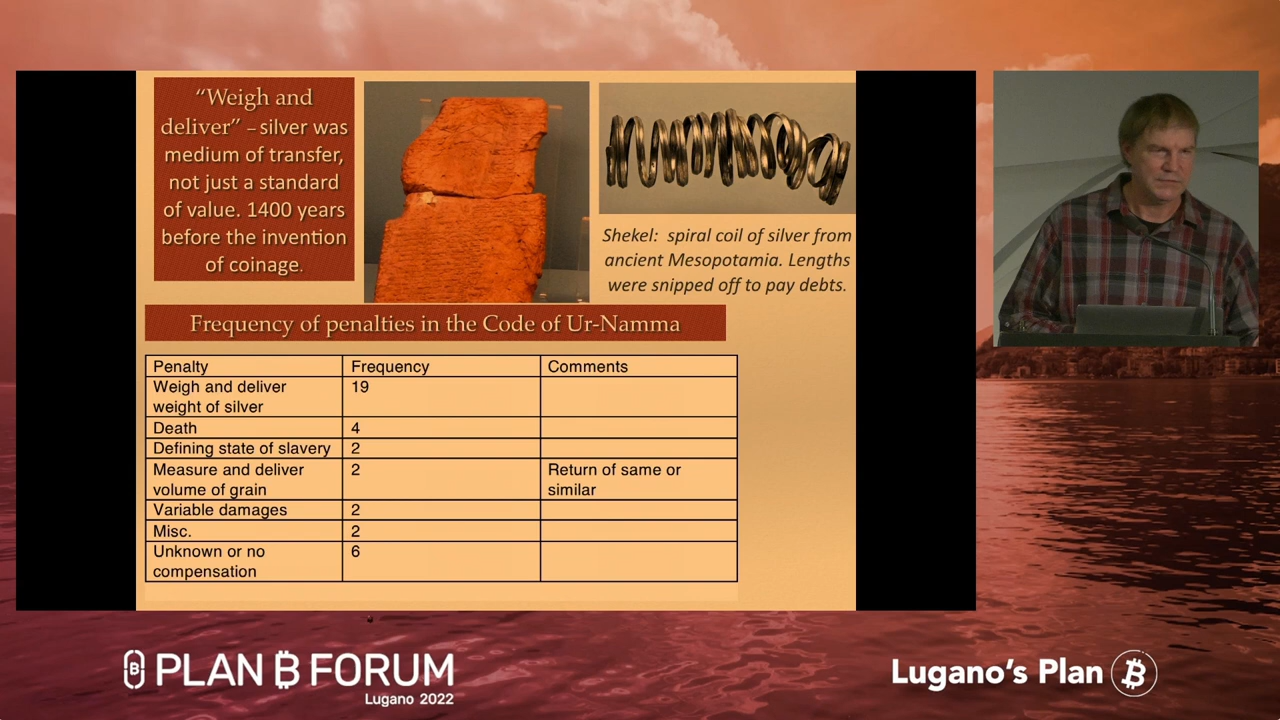 “Weigh and
deliver” – silver was
medium of transfer,
not just a standard
of value. 1400 years
before the invention
of coinage.
Shekel: spiral coil of silver from
ancient Mesopotamia. Lengths
were snipped off to pay debts.
Frequency of penalties in the Code of Ur-Namma
Penalty Frequency Comments
Weigh and deliver 19
weight of silver
Death 4
Defining state of slavery 2
Measure and deliver 2 Return of same or
volume of grain similar
Variable damages 2
Misc. 2
Unknown or no 6
compensation
PLAN ₿ FORUM
Lugano 2022
Lugano’s Plan ₿